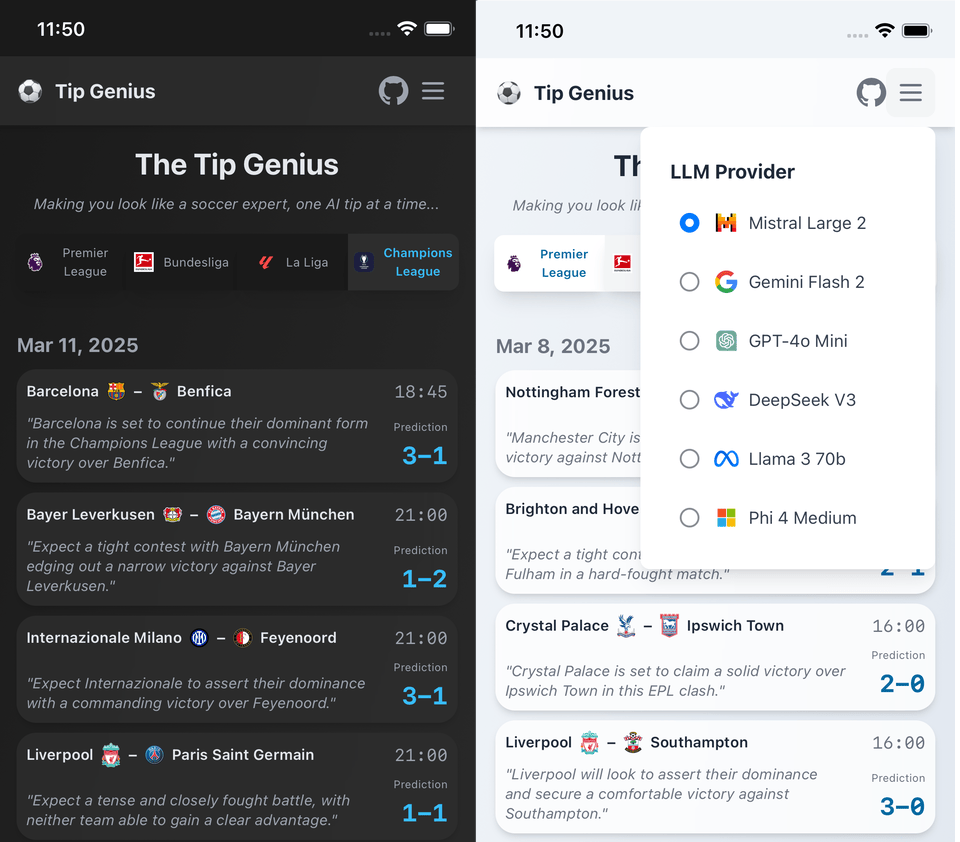 11:50
Tip Genius
The Tip Genius
Making you look like a soccer expert, one AI tip at a time...
Premier
League
Bundesliga
La Liga
Champions
League
Mar 11, 2025
Barcelona – Benfica
18:45
"Barcelona is set to continue their dominant form
in the Champions League with a convincing
victory over Benfica."
Prediction
3–1
Bayer Leverkusen – Bayern München
21:00
"Expect a tight contest with Bayern München
edging out a narrow victory against Bayer
Leverkusen."
Prediction
1–2
Internazionale Milano – Feyenoord
21:00
"Expect Internazionale to assert their dominance
with a commanding victory over Feyenoord."
Prediction
3–1
Liverpool – Paris Saint Germain
21:00
"Expect a tense and closely fought battle, with
neither team able to gain a clear advantage."
Prediction
1–1
11:50
Tip Genius
Making you look
Premier
League
Mar 8, 2025
LLM Provider
Mistral Large 2
Gemini Flash 2
GPT-4o Mini
DeepSeek V3
Llama 3 70b
Phi 4 Medium
Nottingham Forest
"Manchester City is
victory against Nott
Brighton and Hove
"Expect a tight cont
Fulham in a hard-fought match."
2–1
Crystal Palace – Ipswich Town
16:00
"Crystal Palace is set to claim a solid victory over
Ipswich Town in this EPL clash."
Prediction
2–0
Liverpool – Southampton
16:00
"Liverpool will look to assert their dominance
and secure a comfortable victory against
Southampton."
Prediction
3–0